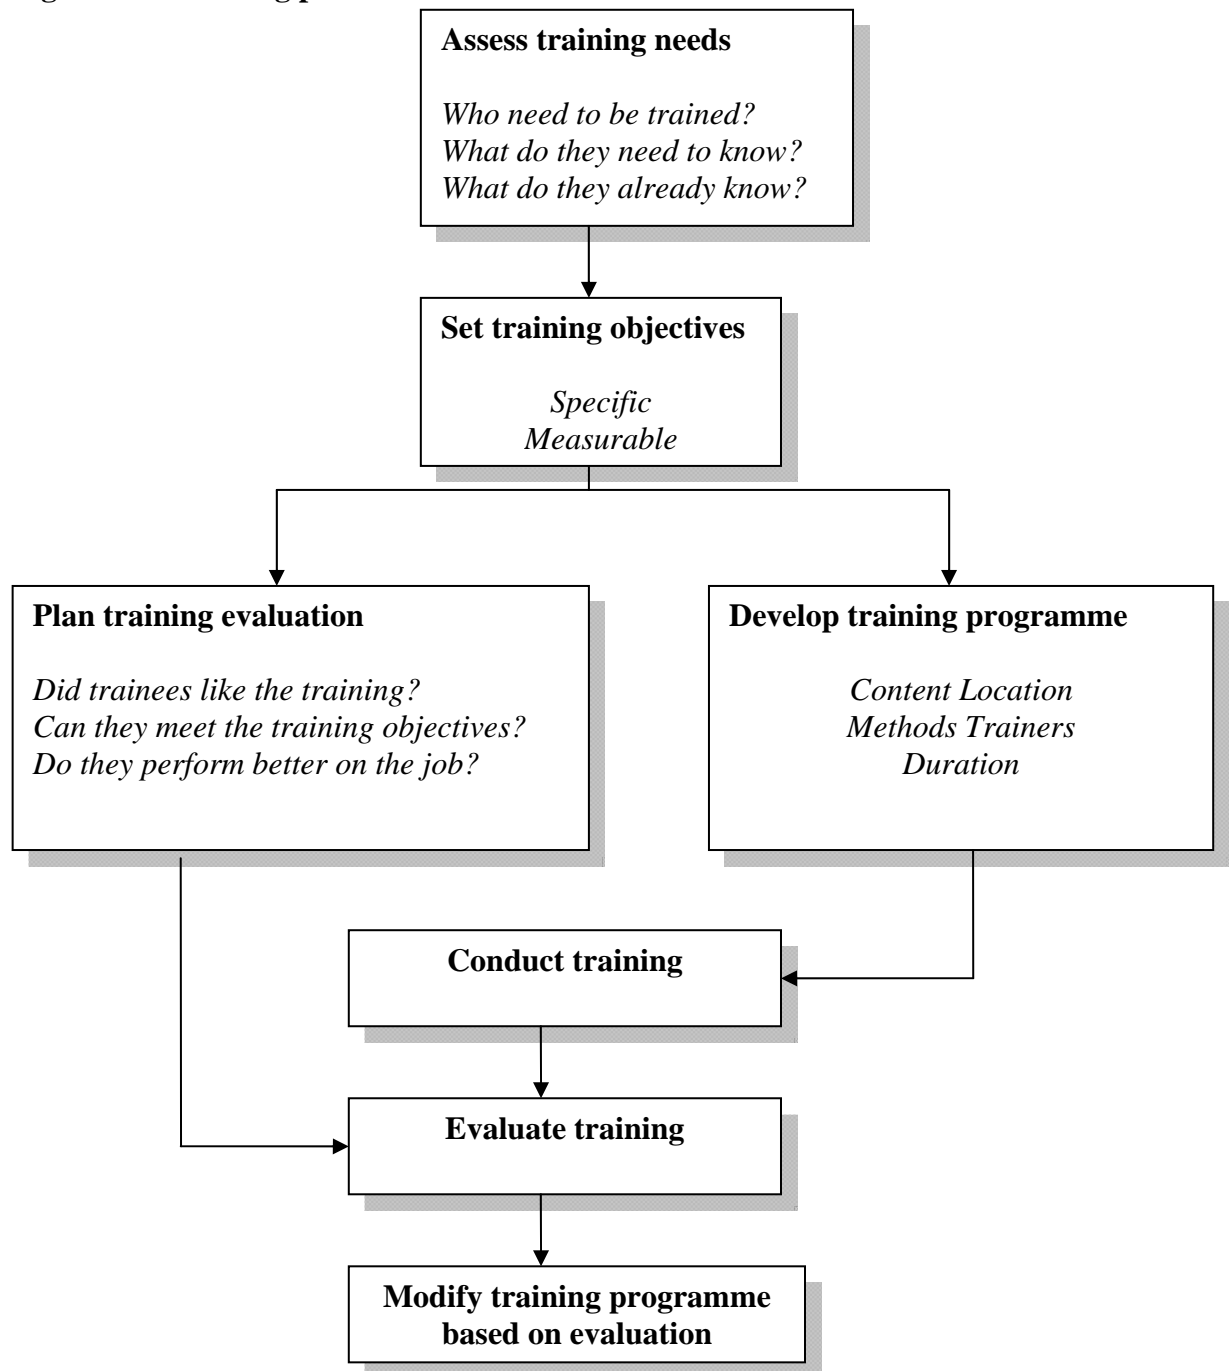 Assess training needs
Who need to be trained?
What do they need to know?
What do they already know?
Set training objectives
Specific
Measurable
Plan training evaluation
Did trainees like the training?
Can they meet the training objectives?
Do they perform better on the job?
Develop training programme
Content Location
Methods Trainers
Duration
Conduct training
Evaluate training
Modify training programme
based on evaluation